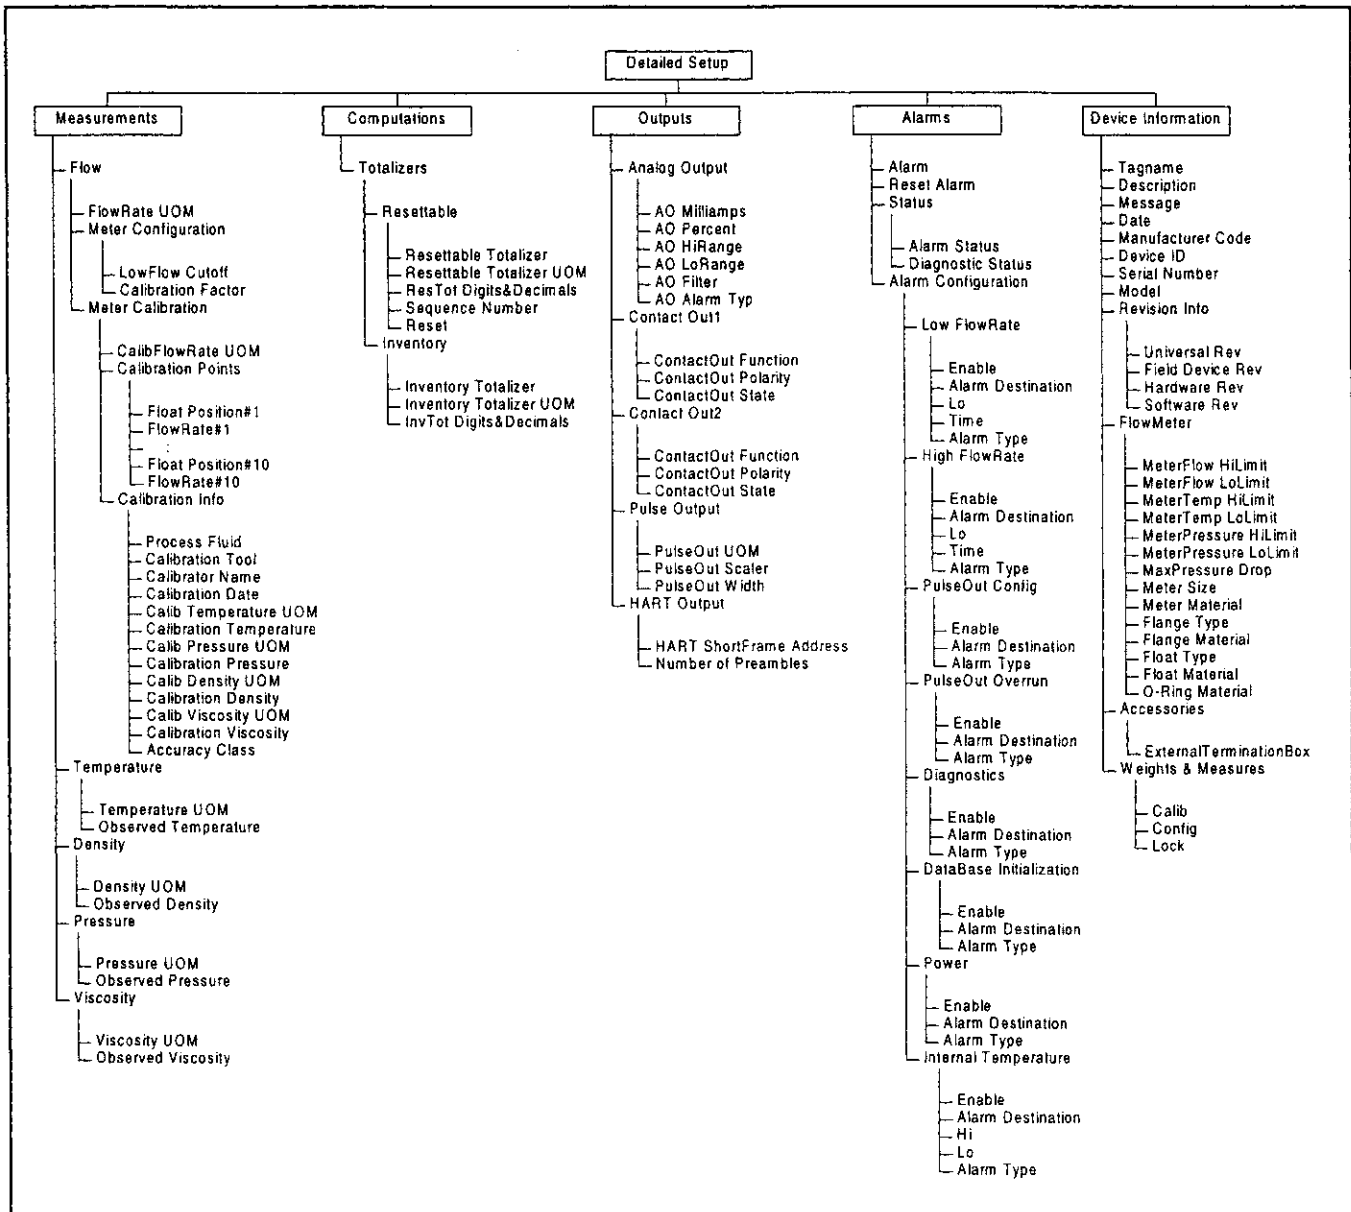 Detailed Setup
Measurements
Flow
FlowRate UOM
Meter Configuration
LowFlow Cutoff
Calibration Factor
Meter Calibration
CalibFlowRate UOM
Calibration Points
Float Position#1
FlowRate#1
:
Float Position#10
FlowRate#10
Calibration Info
Process Fluid
Calibration Tool
Calibrator Name
Calibration Date
Calib Temperature UOM
Calibration Temperature
Calib Pressure UOM
Calibration Pressure
Calib Density UOM
Calibration Density
Calib Viscosity UOM
Calibration Viscosity
Accuracy Class
Temperature
Temperature UOM
Observed Temperature
Density
Density UOM
Observed Density
Pressure
Pressure UOM
Observed Pressure
Viscosity
Viscosity UOM
Observed Viscosity
Computations
Totalizers
Resettable
Resettable Totalizer
Resettable Totalizer UOM
ResTot Digits&Decimals
Sequence Number
Reset
Inventory
Inventory Totalizer
Inventory Totalizer UOM
InvTot Digits&Decimals
Outputs
Analog Output
AO Milliamps
AO Percent
AO HiRange
AO LoRange
AO Filter
AO Alarm Typ
Contact Out1
ContactOut Function
ContactOut Polarity
ContactOut State
Contact Out2
ContactOut Function
ContactOut Polarity
ContactOut State
Pulse Output
PulseOut UOM
PulseOut Scaler
PulseOut Width
HART Output
HART ShortFrame Address
Number of Preambles
Alarms
Alarm
Reset Alarm
Status
Alarm Status
Diagnostic Status
Alarm Configuration
Low FlowRate
Enable
Alarm Destination
Lo
Time
Alarm Type
High FlowRate
Enable
Alarm Destination
Lo
Time
Alarm Type
PulseOut Config
Enable
Alarm Destination
Alarm Type
PulseOut Overrun
Enable
Alarm Destination
Alarm Type
Diagnostics
Enable
Alarm Destination
Alarm Type
DataBase Initialization
Enable
Alarm Destination
Alarm Type
Power
Enable
Alarm Destination
Alarm Type
Internal Temperature
Enable
Alarm Destination
Hi
Lo
Alarm Type
Device Information
Tagname
Description
Message
Date
Manufacturer Code
Device ID
Serial Number
Model
Revision Info
Universal Rev
Field Device Rev
Hardware Rev
Software Rev
FlowMeter
MeterFlow HiLimit
MeterFlow LoLimit
MeterTemp HiLimit
MeterTemp LoLimit
MeterPressure HiLimit
MeterPressure LoLimit
MaxPressure Drop
Meter Size
Meter Material
Flange Type
Flange Material
Float Type
Float Material
O-Ring Material
Accessories
ExternalTerminationBox
Weights & Measures
Calib
Config
Lock